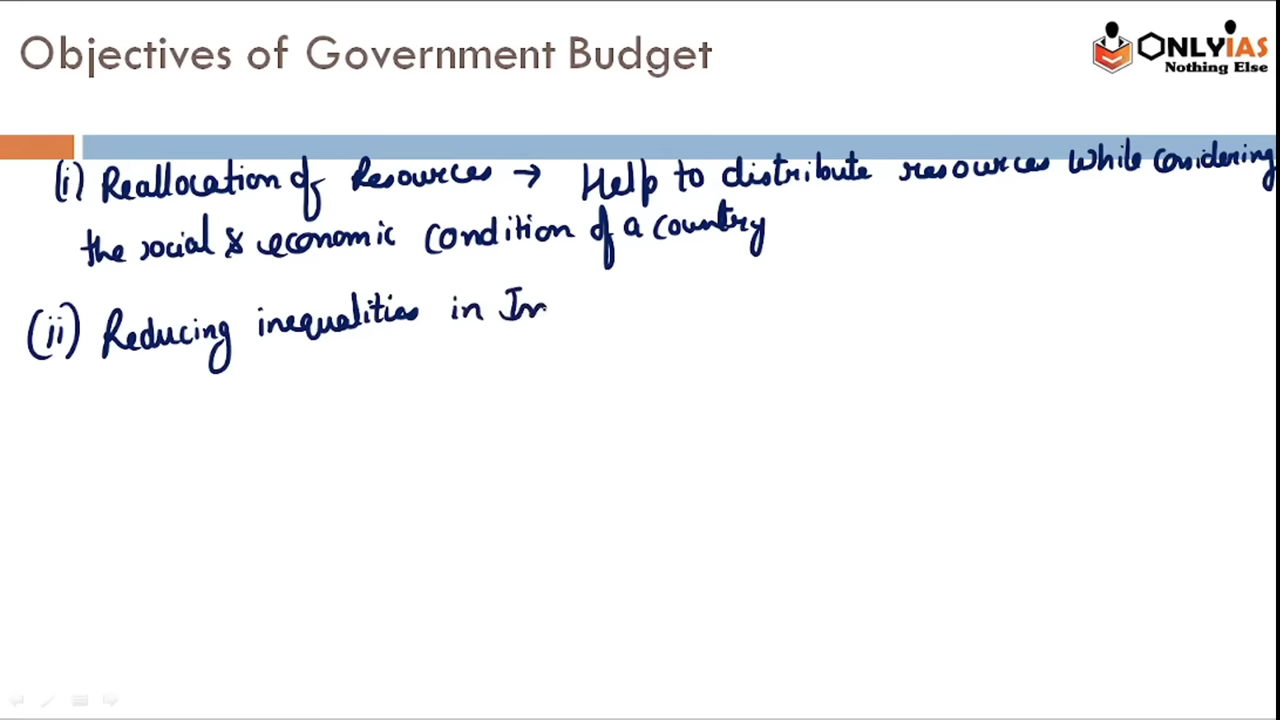 Objectives of Government Budget
ONLYIAS
Nothing Else
(i) Reallocation of Resources → Help to distribute resources while considering
the social & economic condition of a country
(ii) Reducing inequalities in In